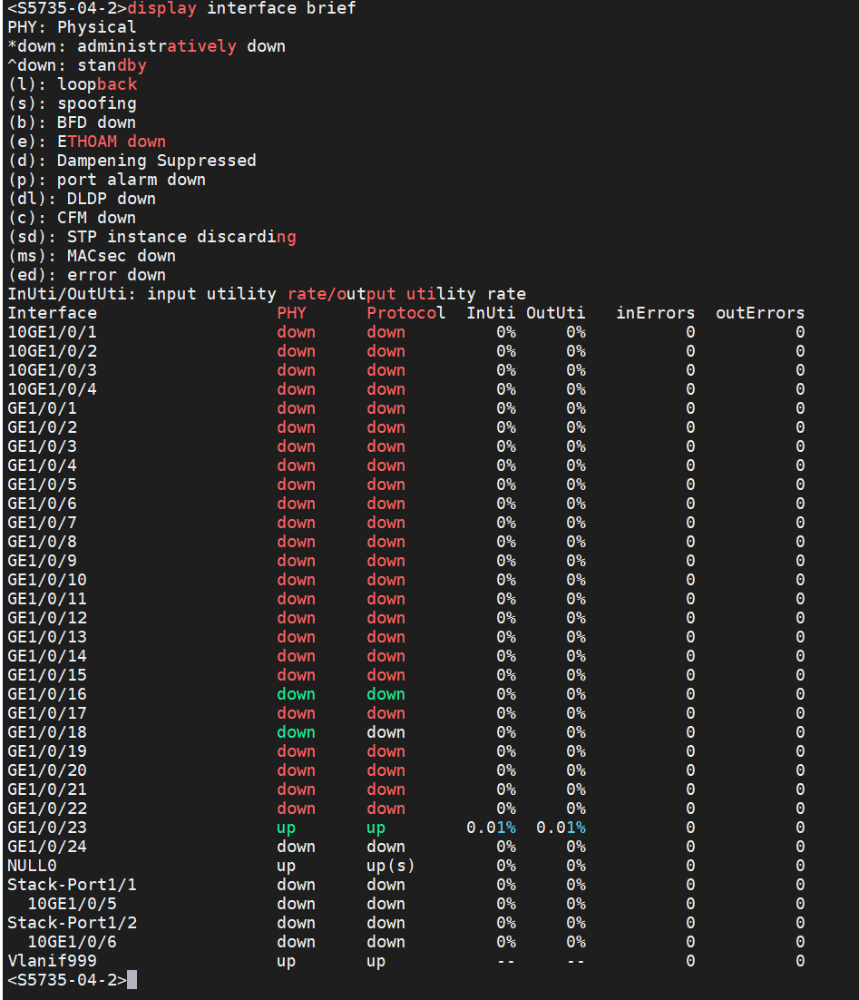 <S5735-04-2>display interface brief
PHY: Physical
*down: administratively down
^down: standby
(l): loopback
(s): spoofing
(b): BFD down
(e): ETHOAM down
(d): Dampening Suppressed
(p): port alarm down
(dl): DLDP down
(c): CFM down
(sd): STP instance discarding
(ms): MACsec down
(ed): error down
InUti/OutUti: input utility rate/output utility rate
Interface                  PHY      Protocol  InUti OutUti   inErrors  outErrors
10GE1/0/1                  down     down         0%     0%          0          0
10GE1/0/2                  down     down         0%     0%          0          0
10GE1/0/3                  down     down         0%     0%          0          0
10GE1/0/4                  down     down         0%     0%          0          0
GE1/0/1                    down     down         0%     0%          0          0
GE1/0/2                    down     down         0%     0%          0          0
GE1/0/3                    down     down         0%     0%          0          0
GE1/0/4                    down     down         0%     0%          0          0
GE1/0/5                    down     down         0%     0%          0          0
GE1/0/6                    down     down         0%     0%          0          0
GE1/0/7                    down     down         0%     0%          0          0
GE1/0/8                    down     down         0%     0%          0          0
GE1/0/9                    down     down         0%     0%          0          0
GE1/0/10                   down     down         0%     0%          0          0
GE1/0/11                   down     down         0%     0%          0          0
GE1/0/12                   down     down         0%     0%          0          0
GE1/0/13                   down     down         0%     0%          0          0
GE1/0/14                   down     down         0%     0%          0          0
GE1/0/15                   down     down         0%     0%          0          0
GE1/0/16                   down     down         0%     0%          0          0
GE1/0/17                   down     down         0%     0%          0          0
GE1/0/18                   down     down         0%     0%          0          0
GE1/0/19                   down     down         0%     0%          0          0
GE1/0/20                   down     down         0%     0%          0          0
GE1/0/21                   down     down         0%     0%          0          0
GE1/0/22                   down     down         0%     0%          0          0
GE1/0/23                   up       up        0.01%  0.01%          0          0
GE1/0/24                   down     down         0%     0%          0          0
NULL0                      up       up(s)        0%     0%          0          0
Stack-Port1/1              down     down         0%     0%          0          0
  10GE1/0/5                down     down         0%     0%          0          0
Stack-Port1/2              down     down         0%     0%          0          0
  10GE1/0/6                down     down         0%     0%          0          0
Vlanif999                  up       up           --     --          0          0
<S5735-04-2>